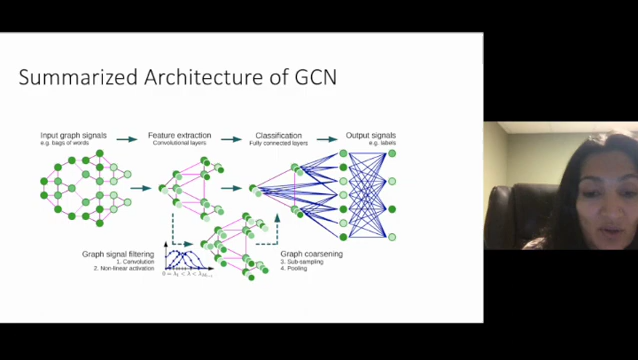 Summarized Architecture of GCN
Input graph signals
e.g. bags of words
Feature extraction
Convolutional layers
Classification
Fully connected layers
Output signals
e.g. labels
Graph signal filtering
1. Convolution
2. Non-linear activation
Graph coarsening
3. Sub-sampling
4. Pooling